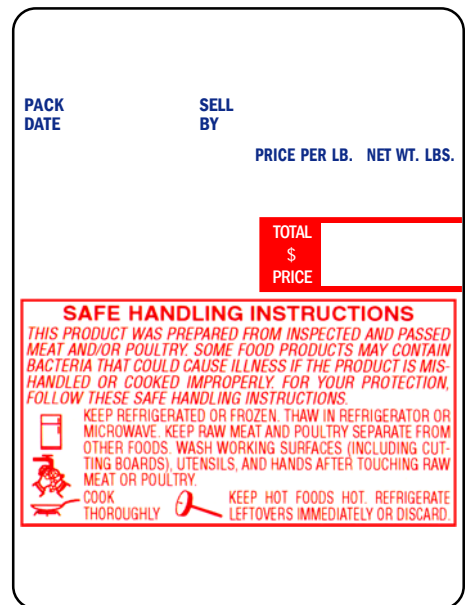 PACK DATE
SELL BY
PRICE PER LB. NET WT. LBS.
TOTAL
$
PRICE
SAFE HANDLING INSTRUCTIONS
THIS PRODUCT WAS PREPARED FROM INSPECTED AND PASSED
MEAT AND/OR POULTRY. SOME FOOD PRODUCTS MAY CONTAIN
BACTERIA THAT COULD CAUSE ILLNESS IF THE PRODUCT IS MIS-
HANDLED OR COOKED IMPROPERLY. FOR YOUR PROTECTION,
FOLLOW THESE SAFE HANDLING INSTRUCTIONS.
KEEP REFRIGERATED OR FROZEN. THAW IN REFRIGERATOR OR
MICROWAVE. KEEP RAW MEAT AND POULTRY SEPARATE FROM
OTHER FOODS. WASH WORKING SURFACES (INCLUDING CUT-
TING BOARDS), UTENSILS, AND HANDS AFTER TOUCHING RAW
MEAT OR POULTRY.
COOK
THOROUGHLY
KEEP HOT FOODS HOT. REFRIGERATE
LEFTOVERS IMMEDIATELY OR DISCARD.